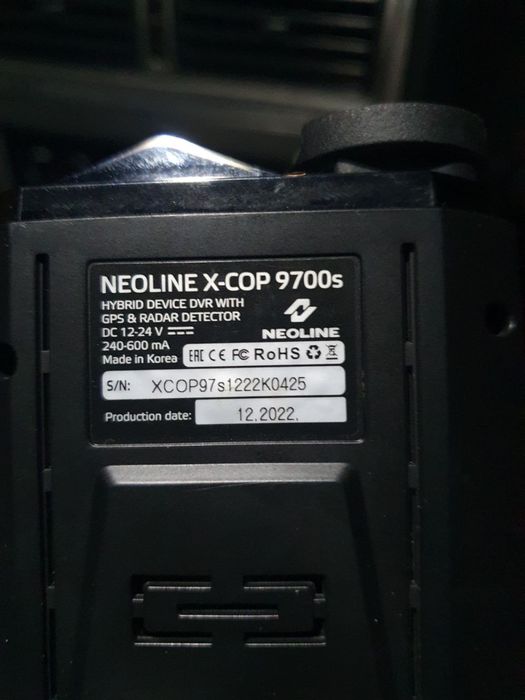 NEOLINE X-COP 9700s
HYBRID DEVICE DVR WITH
GPS & RADAR DETECTOR
DC 12-24 V
240-600 mA
Made in Korea
NEOLINE
EAC CE FC RoHS
S/N: XCOP97s1222K0425
Production date: 12.2022.